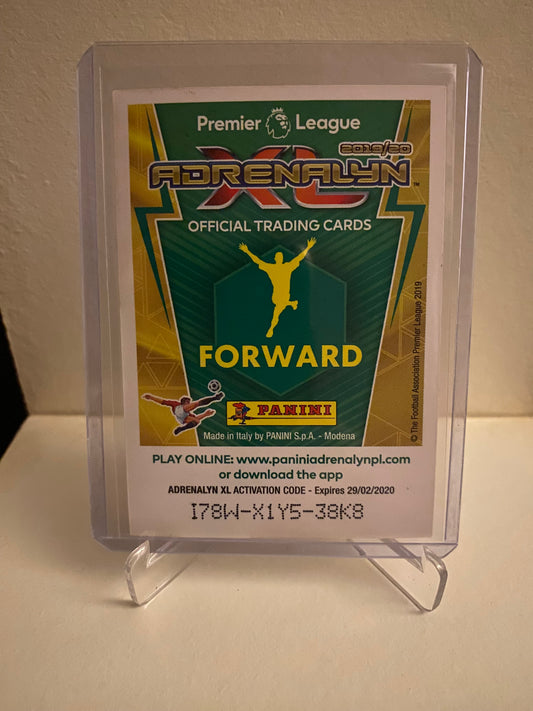 Premier League
2019/20
ADRENALYN XL™
OFFICIAL TRADING CARDS
FORWARD
PANINI
Made in Italy by PANINI S.p.A. - Modena
© The Football Association Premier League 2019
PLAY ONLINE: www.paniniadrenalynpl.com
or download the app
ADRENALYN XL ACTIVATION CODE - Expires 29/02/2020
I78W-X1Y5-38K8